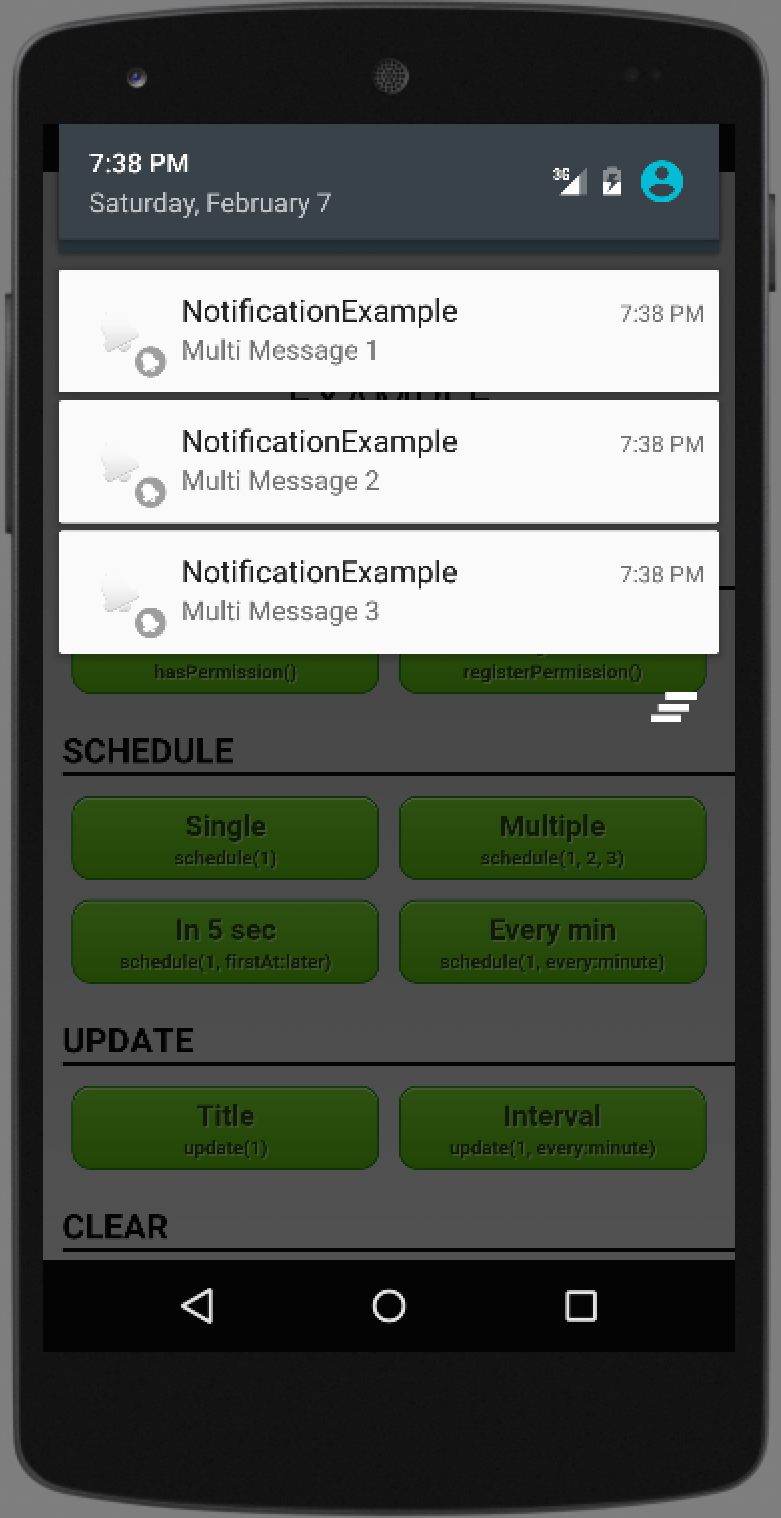 7:38 PM
3G
Saturday, February 7
NotificationExample 7:38 PM
Multi Message 1
EXAMPLE
NotificationExample 7:38 PM
Multi Message 2
NotificationExample 7:38 PM
Multi Message 3
hasPermission() registerPermission()
SCHEDULE
Single Multiple
schedule(1) schedule(1, 2, 3)
In 5 sec Every min
schedule(1, firstAt:later) schedule(1, every:minute)
UPDATE
Title Interval
update(1) update(1, every:minute)
CLEAR